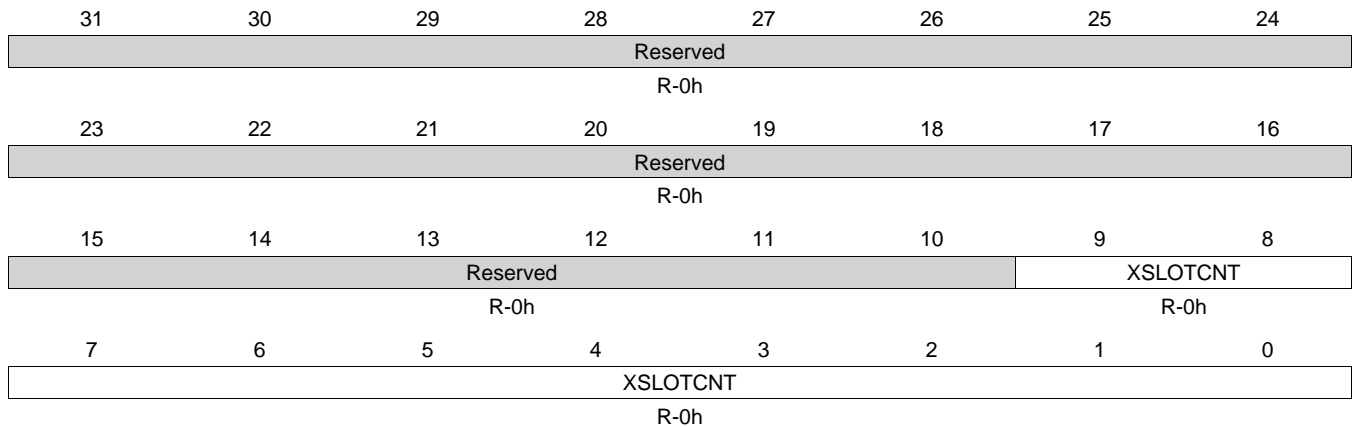 31 30 29 28 27 26 25 24
Reserved
R-0h
23 22 21 20 19 18 17 16
Reserved
R-0h
15 14 13 12 11 10 9 8
Reserved XSLOTCNT
R-0h R-0h
7 6 5 4 3 2 1 0
XSLOTCNT
R-0h